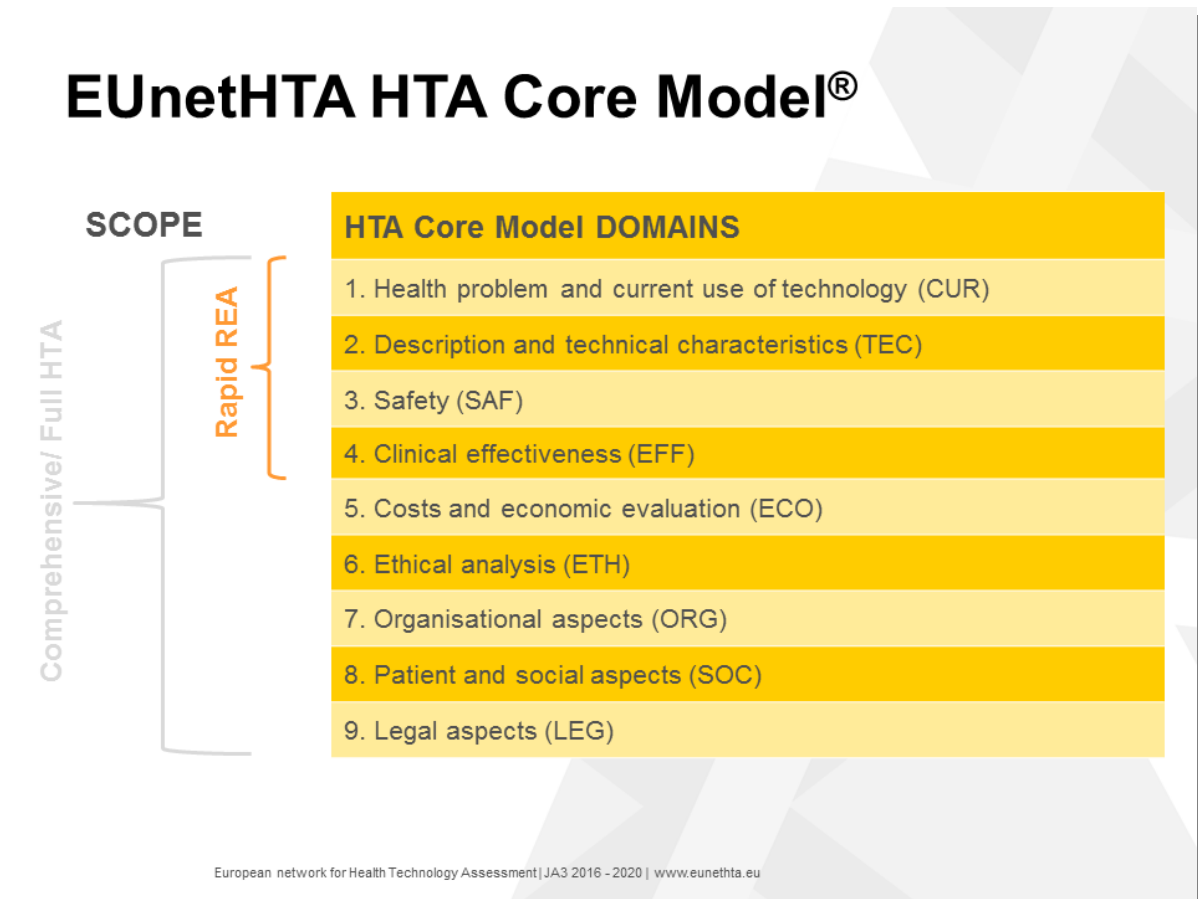 EUnetHTA HTA Core Model®
SCOPE
Comprehensive/ Full HTA
Rapid REA
HTA Core Model DOMAINS
1. Health problem and current use of technology (CUR)
2. Description and technical characteristics (TEC)
3. Safety (SAF)
4. Clinical effectiveness (EFF)
5. Costs and economic evaluation (ECO)
6. Ethical analysis (ETH)
7. Organisational aspects (ORG)
8. Patient and social aspects (SOC)
9. Legal aspects (LEG)
European network for Health Technology Assessment | JA3 2016 - 2020 | www.eunethta.eu